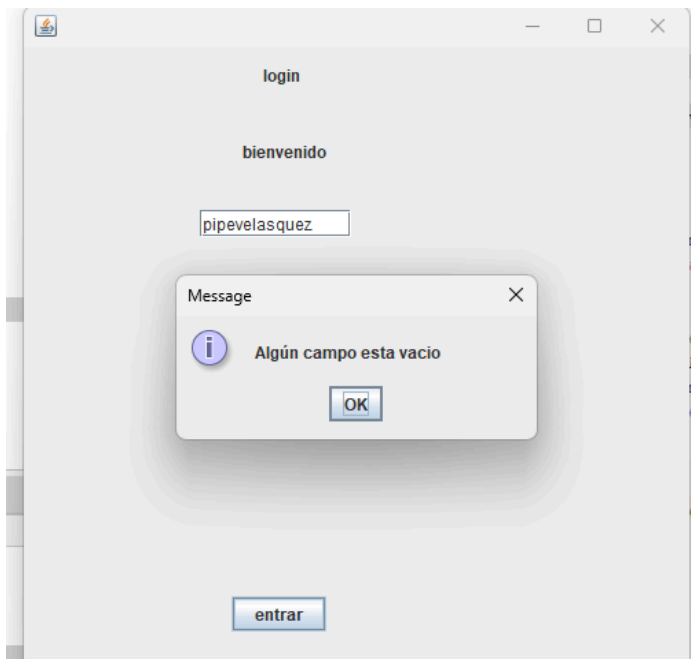 login
bienvenido
pipevelasquez
Message
Algún campo esta vacio
OK
entrar